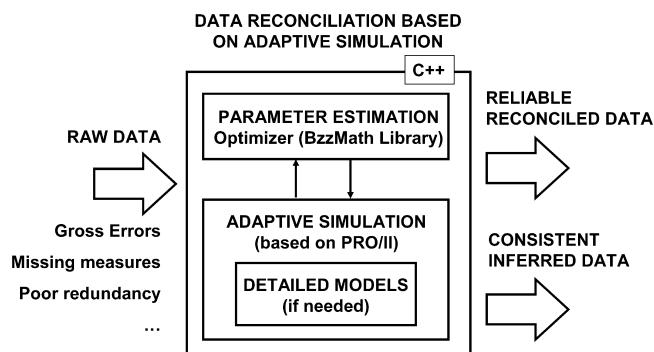 DATA RECONCILIATION BASED
ON ADAPTIVE SIMULATION
C++
PARAMETER ESTIMATION
Optimizer (BzzMath Library)
RAW DATA
Gross Errors
Missing measures
Poor redundancy
...
ADAPTIVE SIMULATION
(based on PRO/II)
DETAILED MODELS
(if needed)
RELIABLE
RECONCILED DATA
CONSISTENT
INFERRED DATA